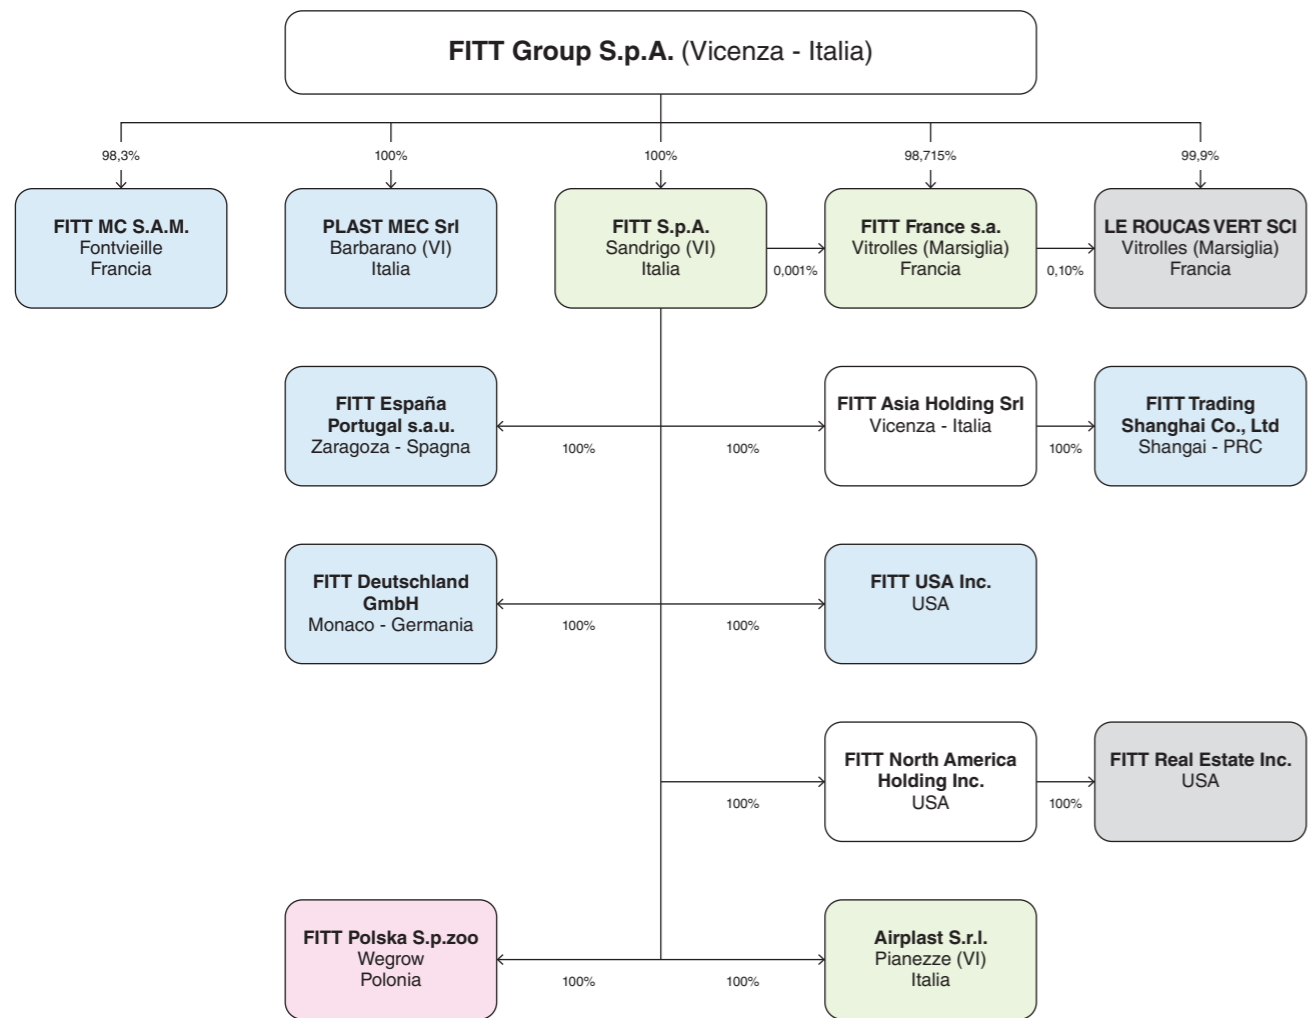 FITT Group S.p.A. (Vicenza - Italia)
98,3%
100%
100%
98,715%
99,9%
FITT MC S.A.M.
Fontvieille
Francia
PLAST MEC Srl
Barbarano (VI)
Italia
FITT S.p.A.
Sandrigo (VI)
Italia
0,001%
FITT France s.a.
Vitrolles (Marsiglia)
Francia
0,10%
LE ROUCAS VERT SCI
Vitrolles (Marsiglia)
Francia
FITT España
Portugal s.a.u.
Zaragoza - Spagna
100%
100%
FITT Asia Holding Srl
Vicenza - Italia
100%
FITT Trading
Shanghai Co., Ltd
Shangai - PRC
FITT Deutschland
GmbH
Monaco - Germania
100%
100%
FITT USA Inc.
USA
100%
FITT North America
Holding Inc.
USA
100%
FITT Real Estate Inc.
USA
FITT Polska S.p.zoo
Wegrow
Polonia
100%
100%
Airplast S.r.l.
Pianezze (VI)
Italia